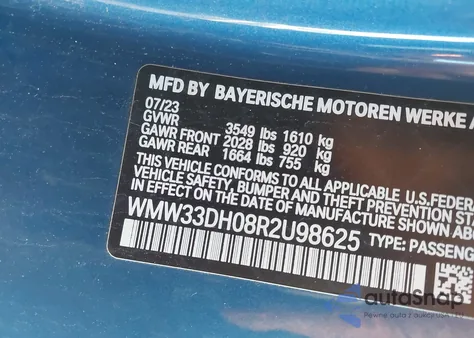 MFD BY BAYERISCHE MOTOREN WERKE A
07/23
GVWR 3549 lbs 1610 kg
GAWR FRONT 2028 lbs 920 kg
GAWR REAR 1664 lbs 755 kg
THIS VEHICLE CONFORMS TO ALL APPLICABLE U.S.FEDERAL
VEHICLE SAFETY, BUMPER AND THEFT PREVENTION STAN
IN EFFECT ON THE DATE OF MANUFACTURE SHOWN ABOV
WMW33DH08R2U98625 TYPE: PASSENG
autoSnap